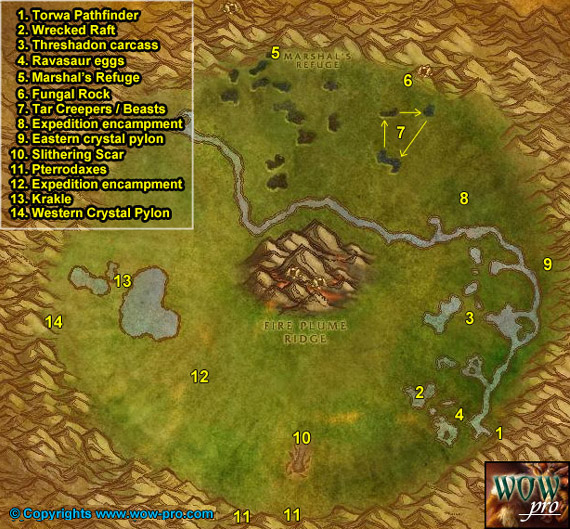 1. Torwa Pathfinder
2. Wrecked Raft
3. Threshadon carcass
4. Ravasaur eggs
5. Marshal's Refuge
6. Fungal Rock
7. Tar Creepers / Beasts
8. Expedition encampment
9. Eastern crystal pylon
10. Slithering Scar
11. Pterrodaxes
12. Expedition encampment
13. Krakle
14. Western Crystal Pylon
5
MARSHAL'S
REFUGE
6
7
8
9
13
14
3
FIRE PLUME
RIDGE
12
2
4
1
10
11
11
WOW
pro
© Copyrights www.wow-pro.com